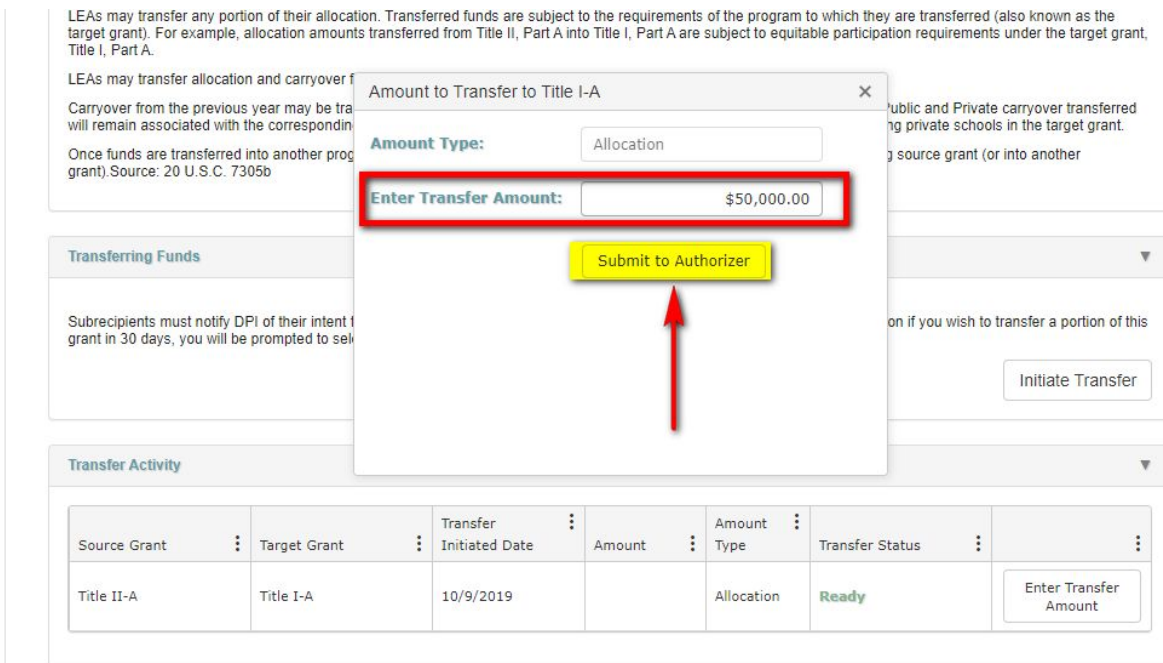 LEAs may transfer any portion of their allocation. Transferred funds are subject to the requirements of the program to which they are transferred (also known as the
target grant). For example, allocation amounts transferred from Title II, Part A into Title I, Part A are subject to equitable participation requirements under the target grant,
Title I, Part A.
LEAs may transfer allocation and carryover
Carryover from the previous year may be Public and Private carryover transferred
will remain associated with the private schools in the target grant.
Once funds are transferred into another source grant (or into another
grant).Source: 20 U.S.C. 7305b
Amount to Transfer to Title I-A ×
Amount Type: Allocation
Enter Transfer Amount: $50,000.00
Submit to Authorizer
Transferring Funds
Subrecipients must notify DPI of their intent on if you wish to transfer a portion of this
grant in 30 days, you will be prompted to
Initiate Transfer
Transfer Activity
Source Grant Target Grant Transfer Initiated Date Amount Amount Type Transfer Status
Title II-A Title I-A 10/9/2019 Allocation Ready Enter Transfer Amount